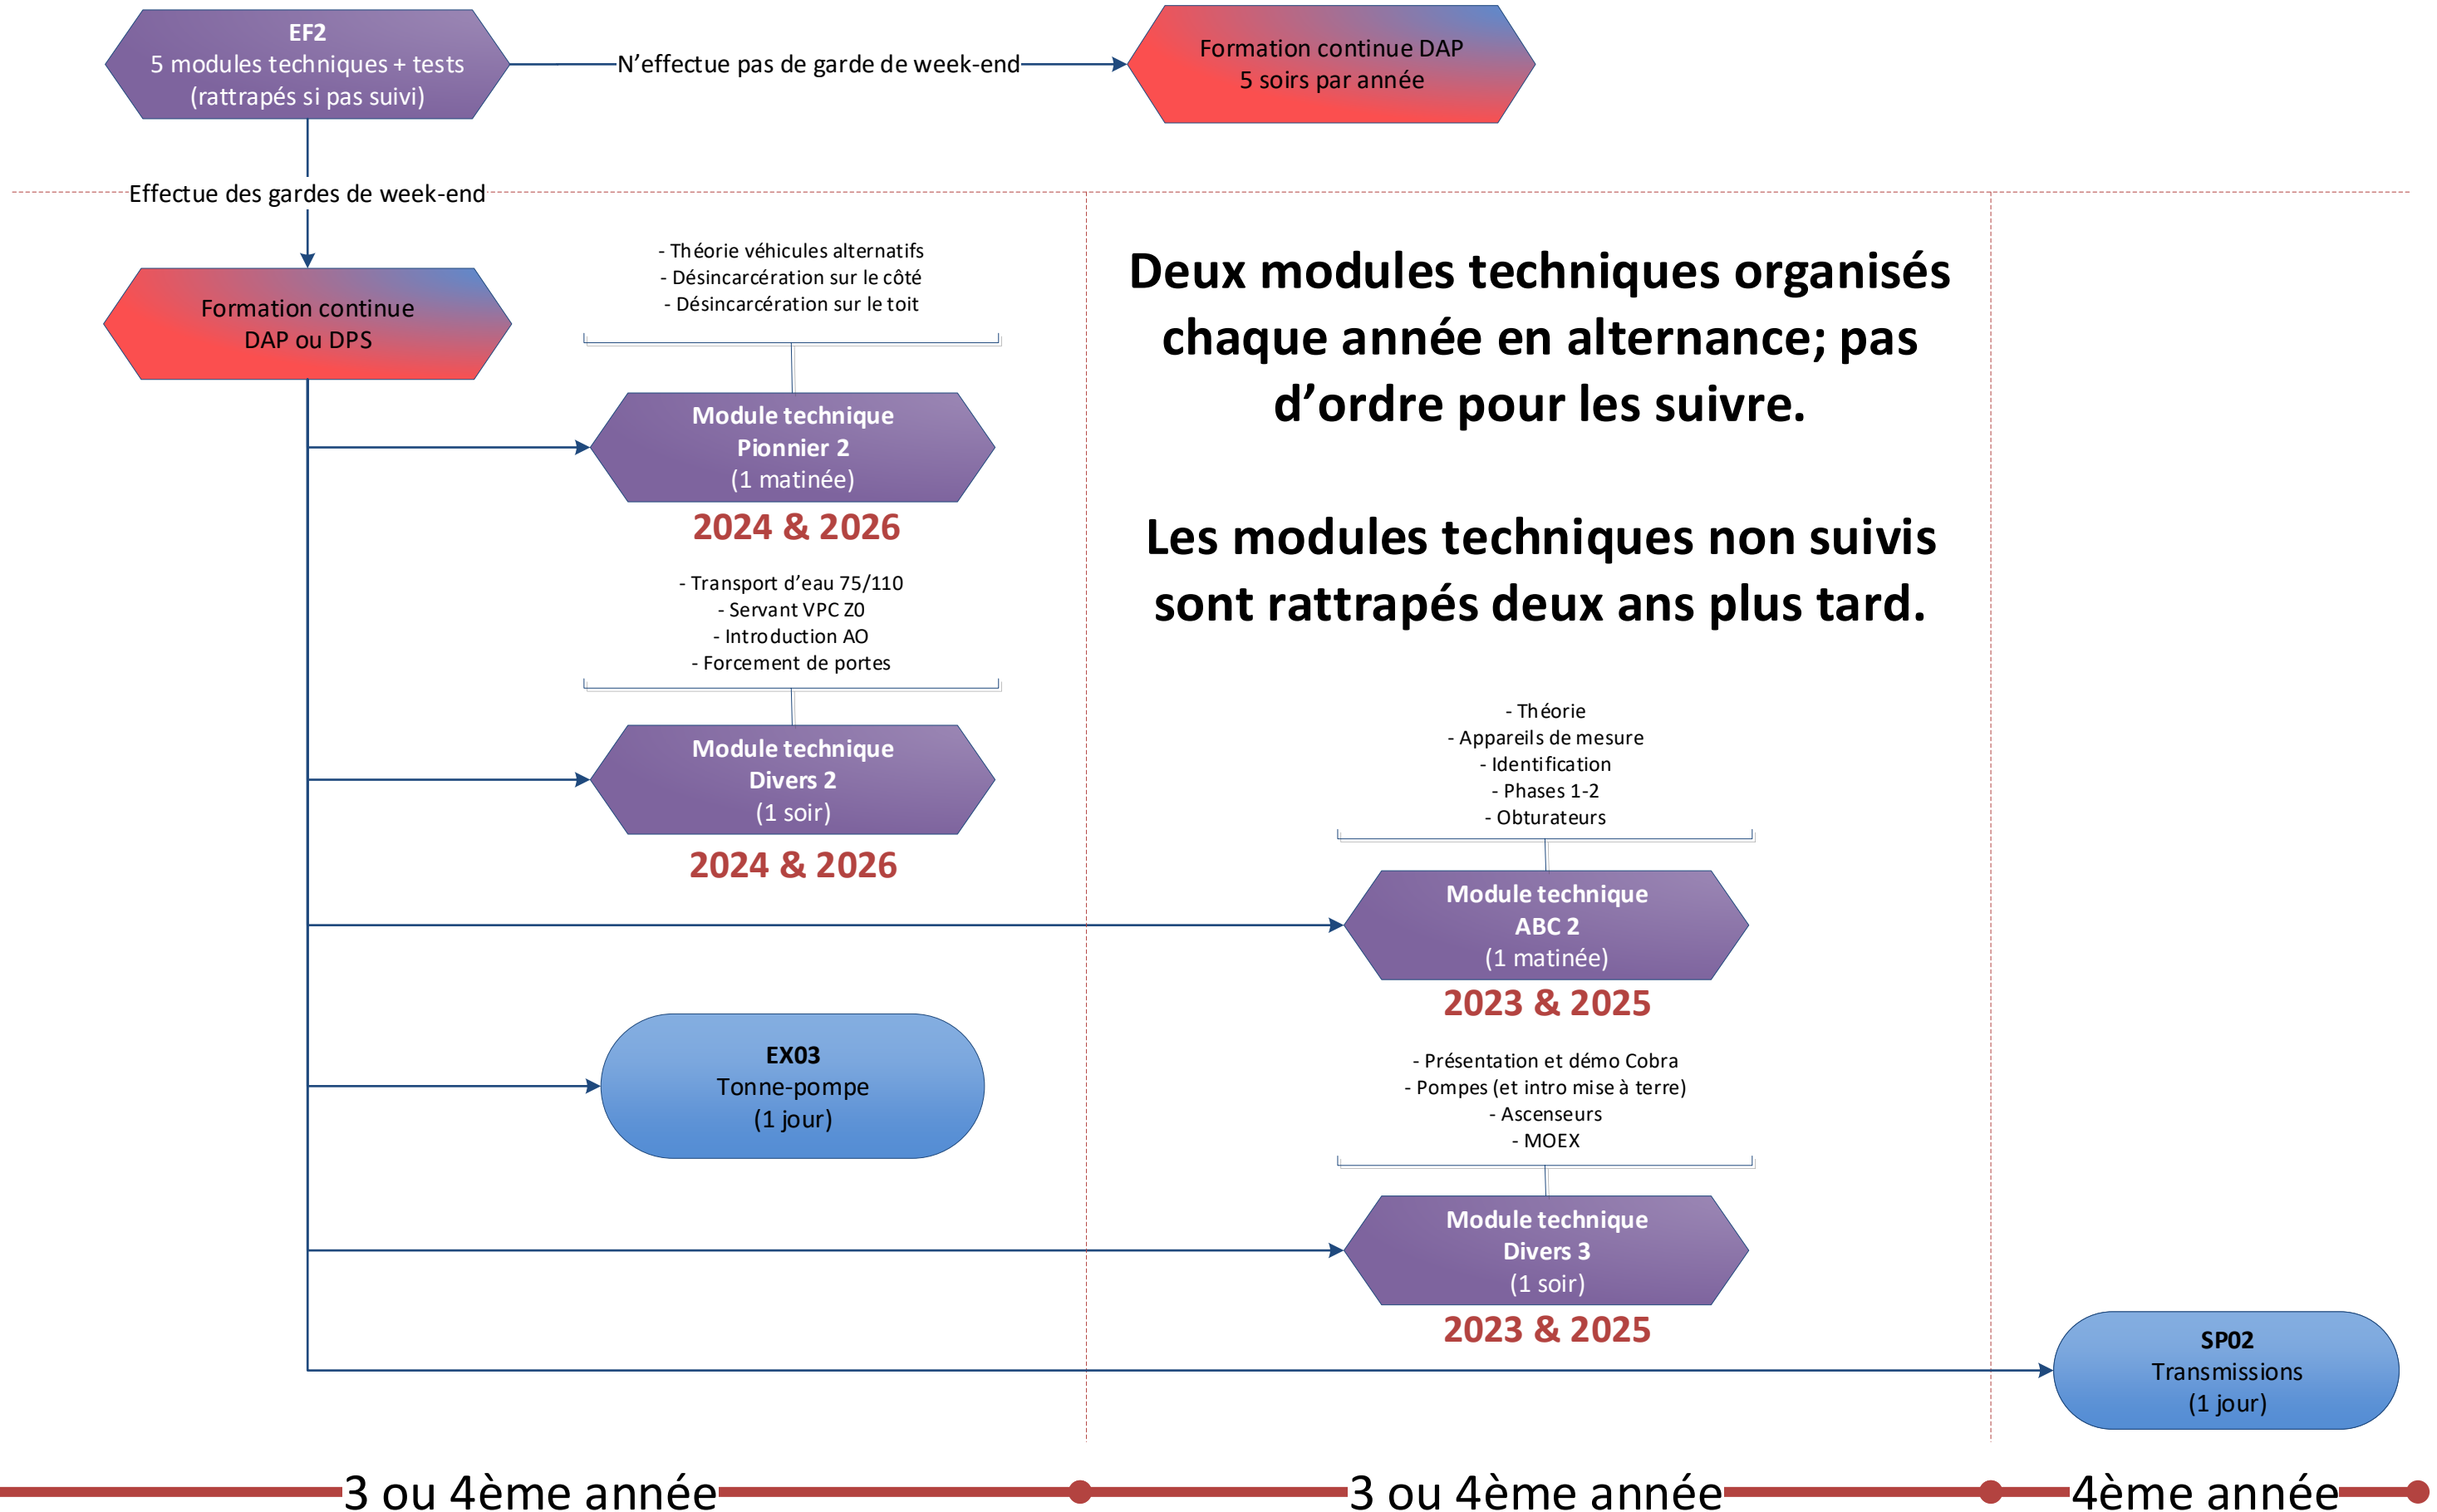 EF2
5 modules techniques + tests
(rattrapés si pas suivi)
N’effectue pas de garde de week-end
Formation continue DAP
5 soirs par année
Effectue des gardes de week-end
Formation continue
DAP ou DPS
- Théorie véhicules alternatifs
- Désincarcération sur le côté
- Désincarcération sur le toit
Module technique
Pionnier 2
(1 matinée)
2024 & 2026
- Transport d’eau 75/110
- Servant VPC Z0
- Introduction AO
- Forcement de portes
Module technique
Divers 2
(1 soir)
2024 & 2026
EX03
Tonne-pompe
(1 jour)
Deux modules techniques organisés
chaque année en alternance; pas
d’ordre pour les suivre.
Les modules techniques non suivis
sont rattrapés deux ans plus tard.
- Théorie
- Appareils de mesure
- Identification
- Phases 1-2
- Obturateurs
Module technique
ABC 2
(1 matinée)
2023 & 2025
- Présentation et démo Cobra
- Pompes (et intro mise à terre)
- Ascenseurs
- MOEX
Module technique
Divers 3
(1 soir)
2023 & 2025
SP02
Transmissions
(1 jour)
3 ou 4ème année
3 ou 4ème année
4ème année